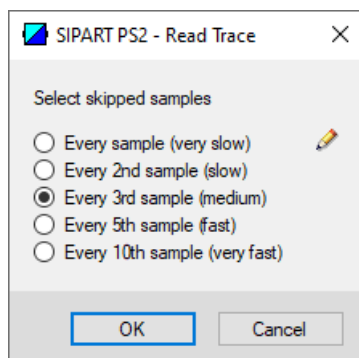 SIPART PS2 - Read Trace
Select skipped samples
Every sample (very slow)
Every 2nd sample (slow)
Every 3rd sample (medium)
Every 5th sample (fast)
Every 10th sample (very fast)
OK Cancel